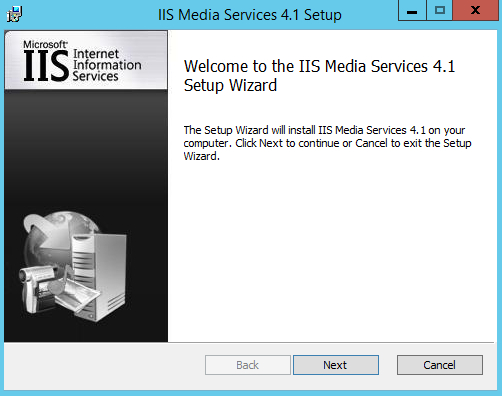 IIS Media Services 4.1 Setup
Microsoft®
IIS
Internet
Information
Services
Welcome to the IIS Media Services 4.1
Setup Wizard
The Setup Wizard will install IIS Media Services 4.1 on your
computer. Click Next to continue or Cancel to exit the Setup
Wizard.
Back
Next
Cancel